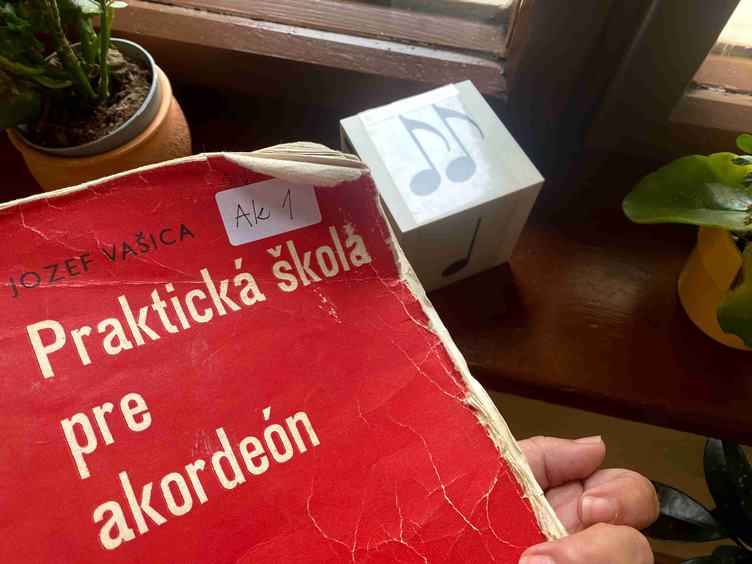 Ak 1
JOZEF VAŠICA
Praktická škola
pre
akordeón